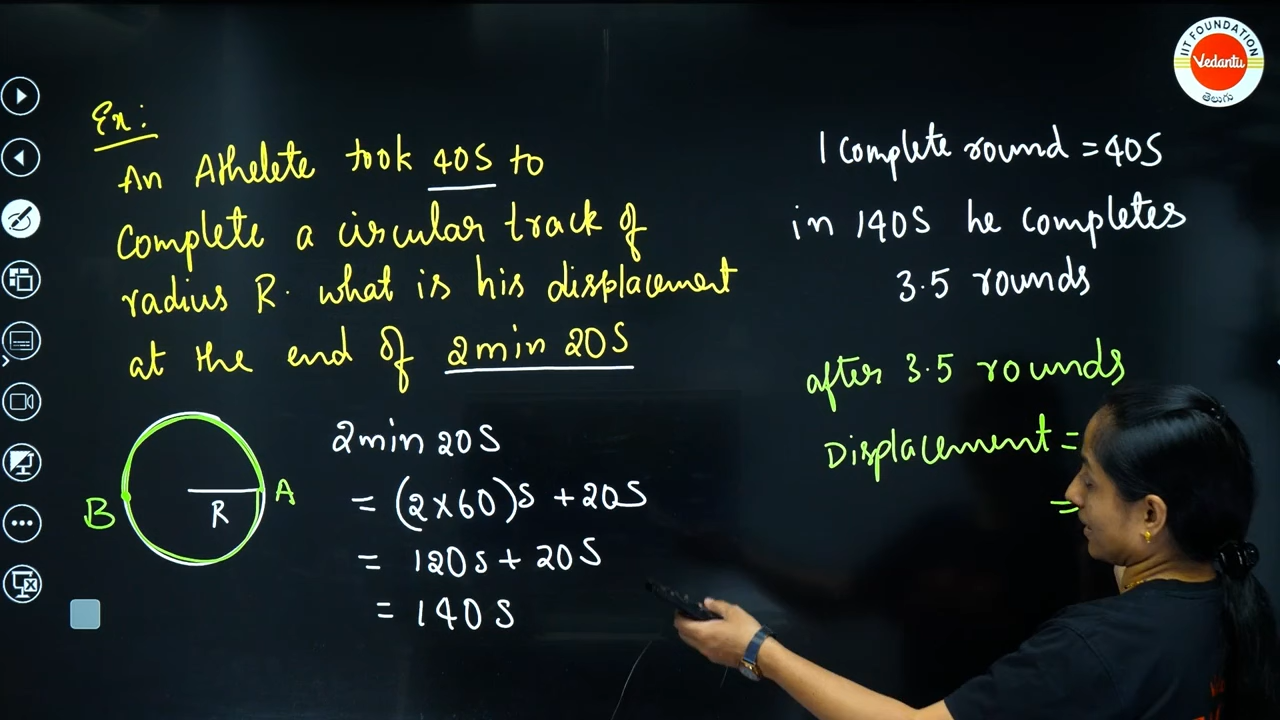 Ex:
An Athelete took 40S to
Complete a circular track of
radius R. what is his displacement
at the end of 2min 20S
B
R
A
2min 20S
= (2×60)S + 20S
= 120S + 20S
= 140S
1 Complete round = 40S
in 140S he completes
3.5 rounds
after 3.5 rounds
Displacement =
=
IIT FOUNDATION
Vedantu
తెలుగు